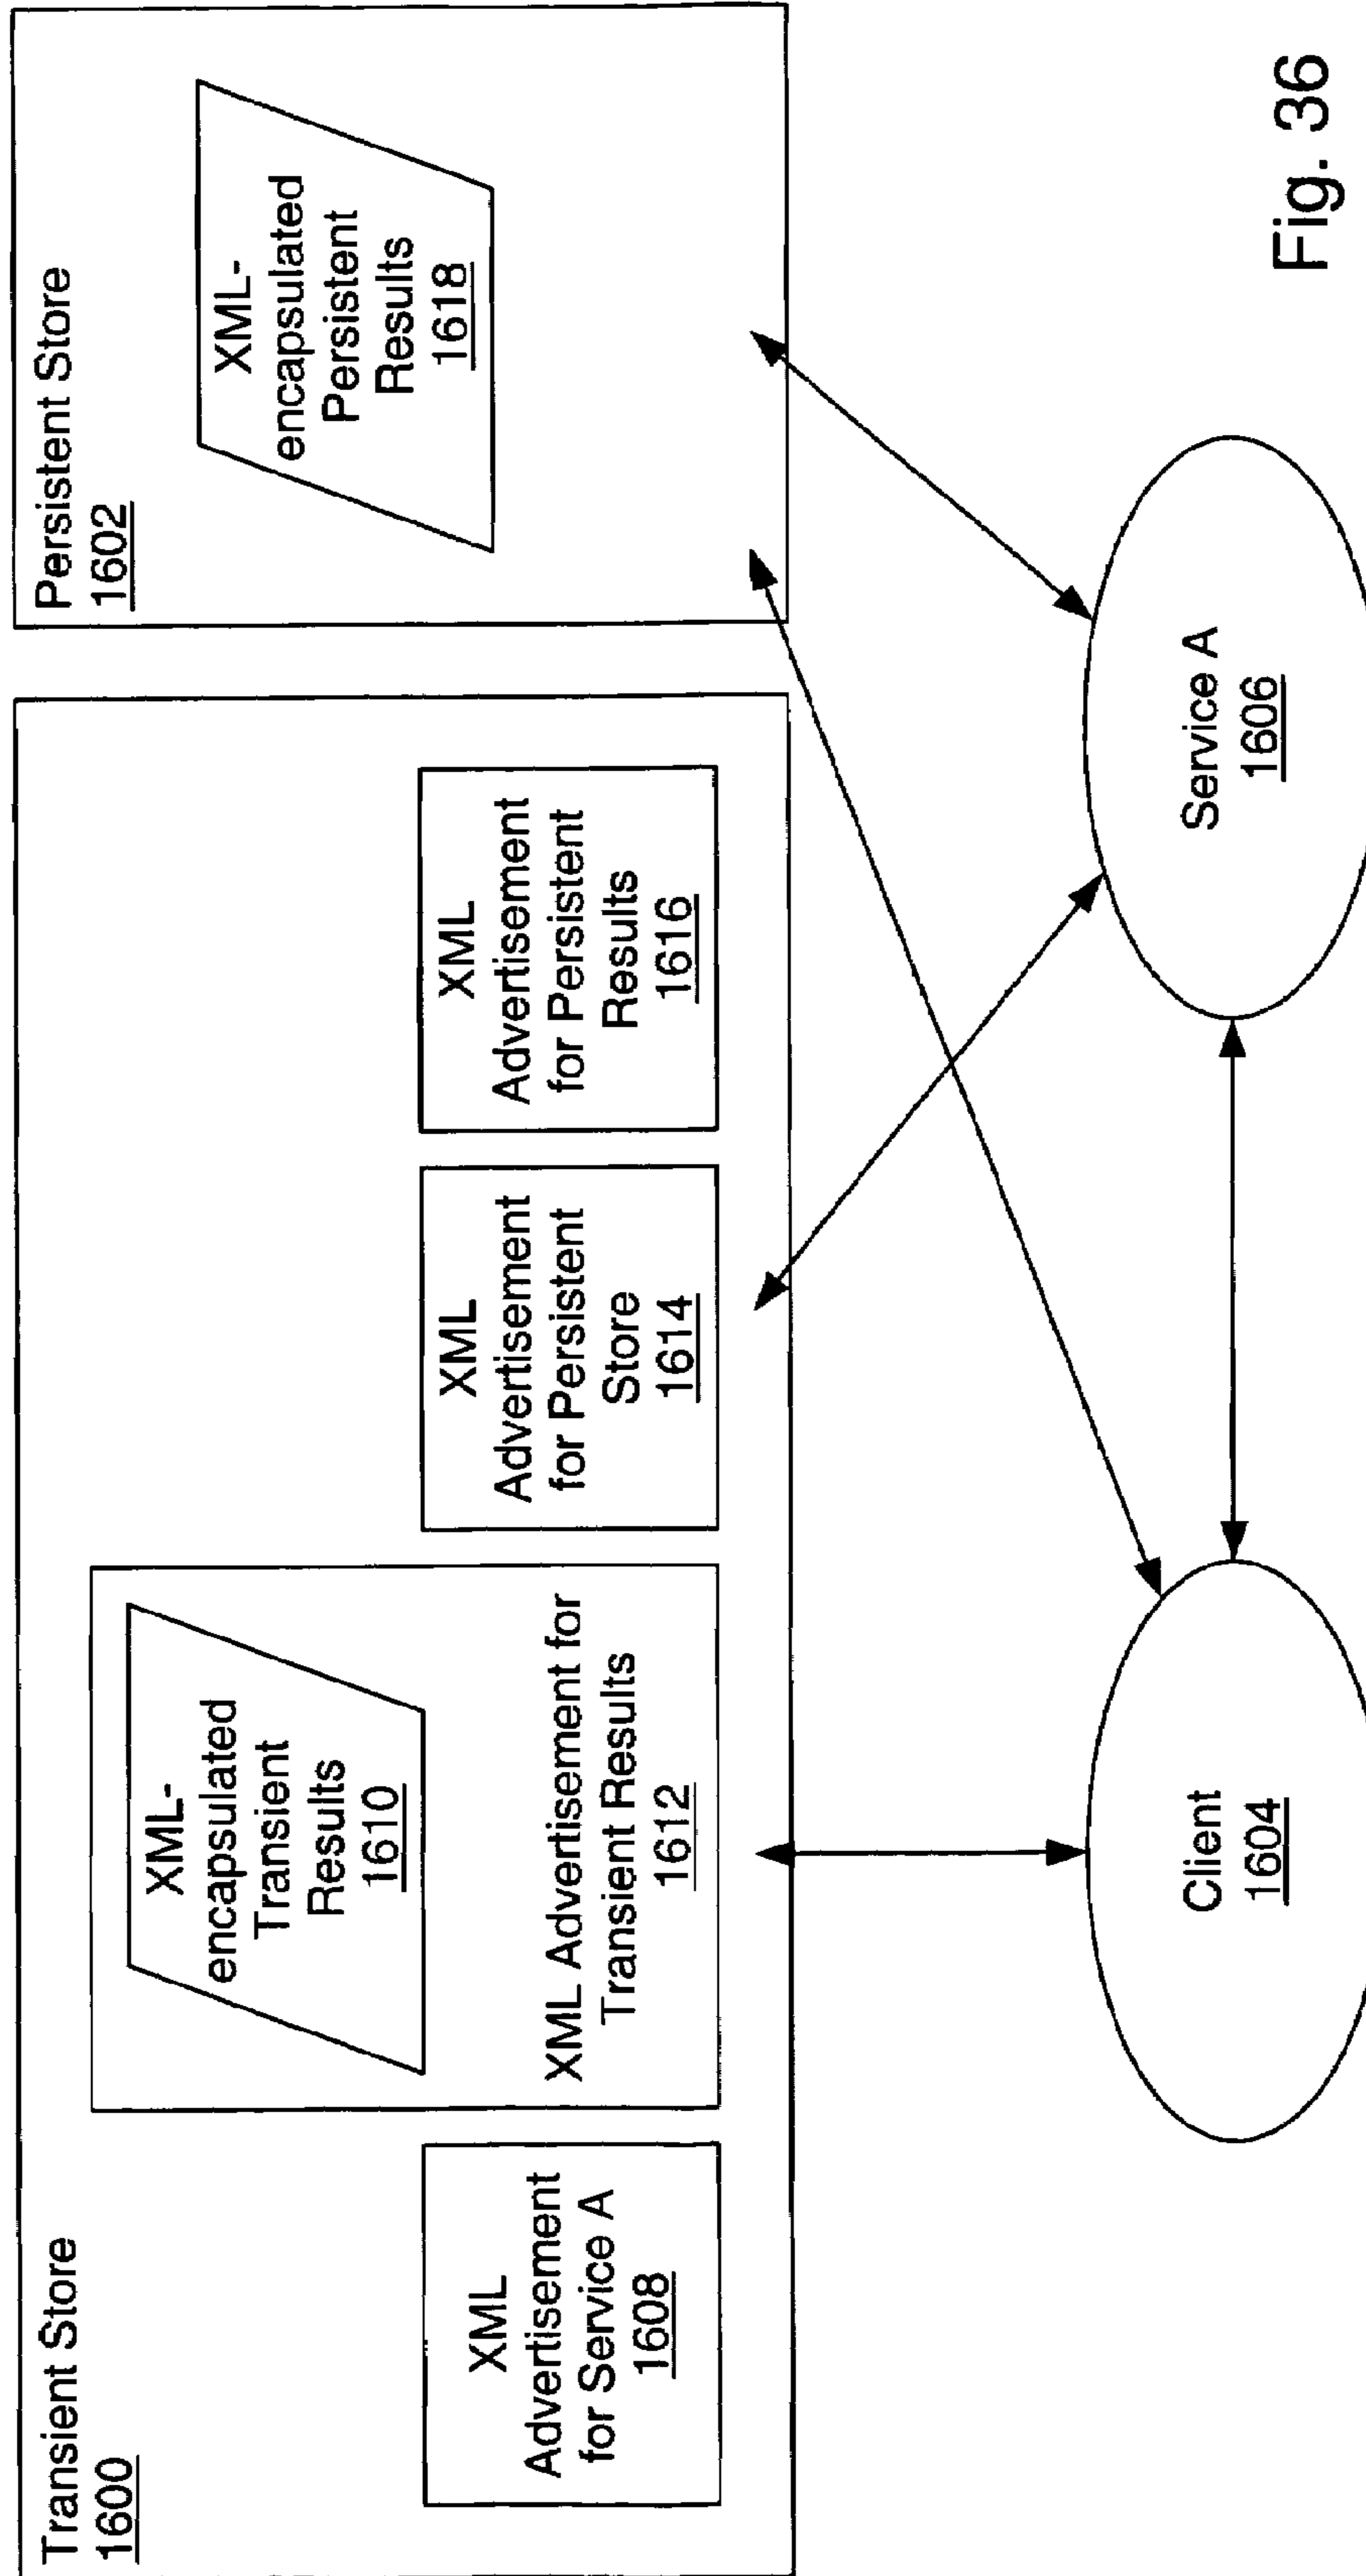 Transient Store
1600
XML
Advertisement
for Service A
1608
XML-
encapsulated
Transient
Results
1610
XML Advertisement for
Transient Results
1612
XML
Advertisement
for Persistent
Store
1614
XML
Advertisement
for Persistent
Results
1616
Persistent Store
1602
XML-
encapsulated
Persistent
Results
1618
Client
1604
Service A
1606
Fig. 36